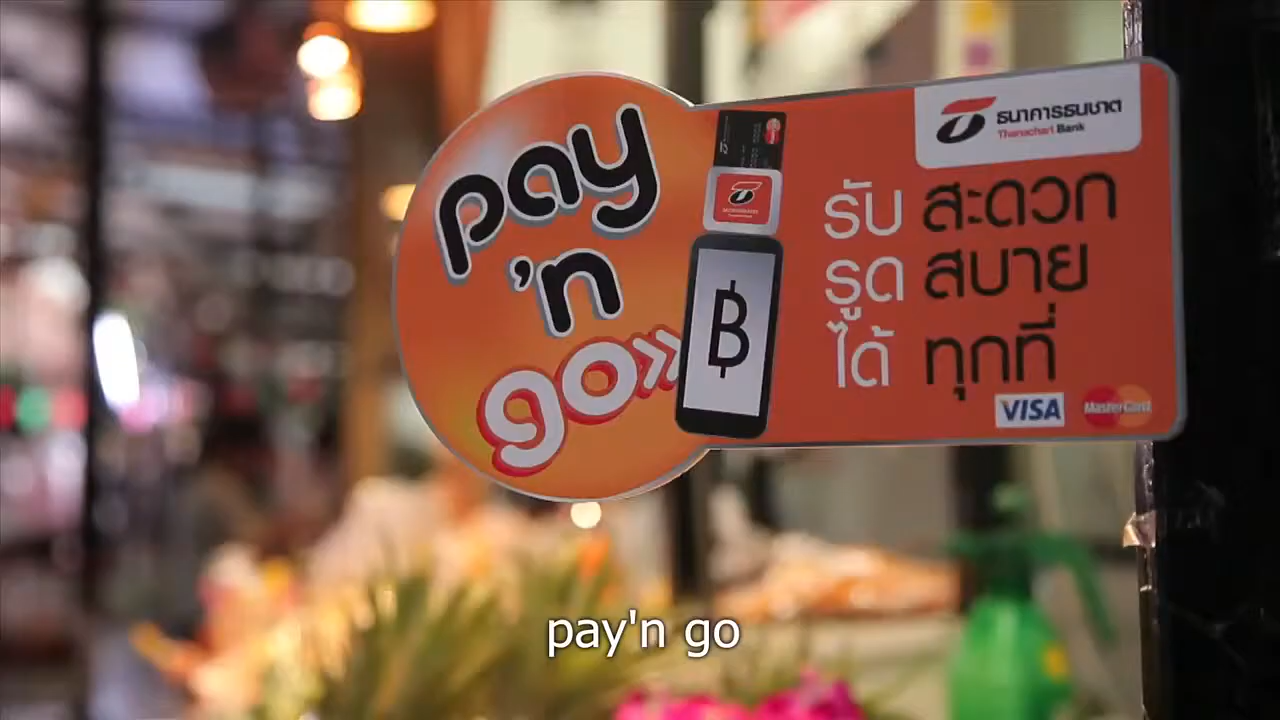 pay
'n
go»
ธนาคารธนชาต
Thanachart Bank
รับ สะดวก
รูด สบาย
ได้ ทุกที่
฿
VISA
MasterCard
pay'n go